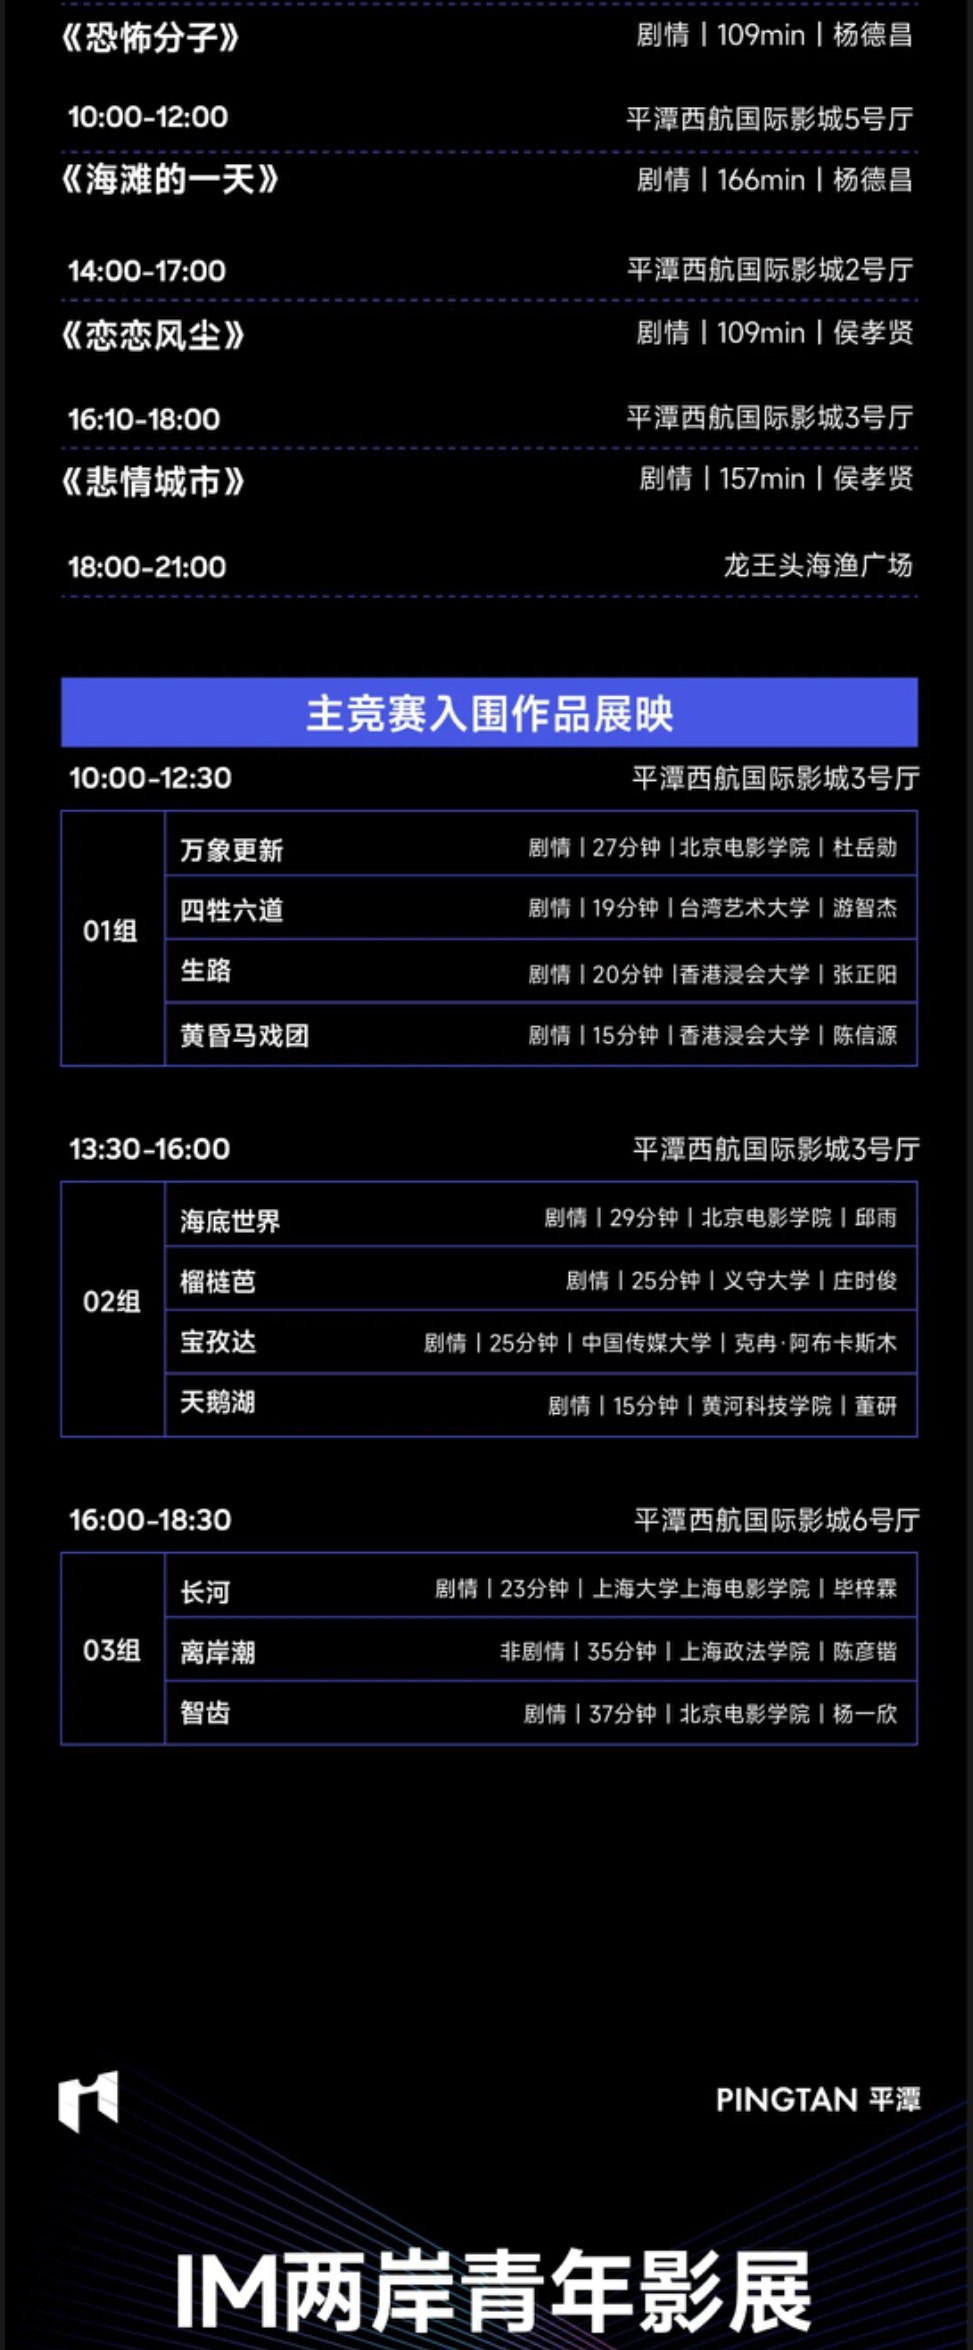 《恐怖分子》 剧情 | 109min | 杨德昌
10:00-12:00 平潭西航国际影城5号厅
《海滩的一天》 剧情 | 166min | 杨德昌
14:00-17:00 平潭西航国际影城2号厅
《恋恋风尘》 剧情 | 109min | 侯孝贤
16:10-18:00 平潭西航国际影城3号厅
《悲情城市》 剧情 | 157min | 侯孝贤
18:00-21:00 龙王头海渔广场
主竞赛入围作品展映
10:00-12:30 平潭西航国际影城3号厅
01组
万象更新 剧情 | 27分钟 | 北京电影学院 | 杜岳勋
四牲六道 剧情 | 19分钟 | 台湾艺术大学 | 游智杰
生路 剧情 | 20分钟 | 香港浸会大学 | 张正阳
黄昏马戏团 剧情 | 15分钟 | 香港浸会大学 | 陈信源
13:30-16:00 平潭西航国际影城3号厅
02组
海底世界 剧情 | 29分钟 | 北京电影学院 | 邱雨
榴梿芭 剧情 | 25分钟 | 义守大学 | 庄时俊
宝孜达 剧情 | 25分钟 | 中国传媒大学 | 克冉·阿布卡斯木
天鹅湖 剧情 | 15分钟 | 黄河科技学院 | 董研
16:00-18:30 平潭西航国际影城6号厅
03组
长河 剧情 | 23分钟 | 上海大学上海电影学院 | 毕梓霖
离岸潮 非剧情 | 35分钟 | 上海政法学院 | 陈彦锴
智齿 剧情 | 37分钟 | 北京电影学院 | 杨一欣
PINGTAN 平潭
IM两岸青年影展